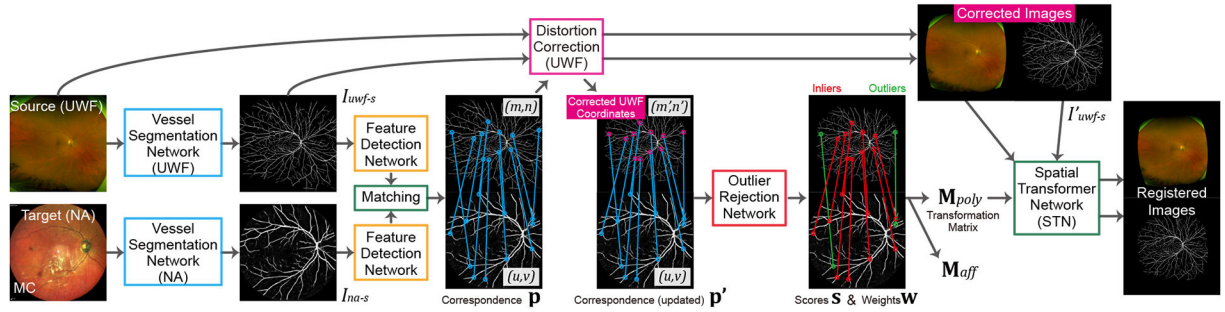 Source (UWF)
Vessel
Segmentation
Network
(UWF)
I_uwf-s
Target (NA)
MC
Vessel
Segmentation
Network
(NA)
I_na-s
Feature
Detection
Network
Matching
Feature
Detection
Network
(m,n)
(u,v)
Correspondence p
Distortion
Correction
(UWF)
Corrected UWF
Coordinates
(m',n')
(u,v)
Correspondence (updated) p'
Outlier
Rejection
Network
Inliers
Outliers
Scores s & Weights w
M_poly
Transformation
Matrix
M_aff
Corrected Images
I'_uwf-s
Spatial
Transformer
Network
(STN)
Registered
Images